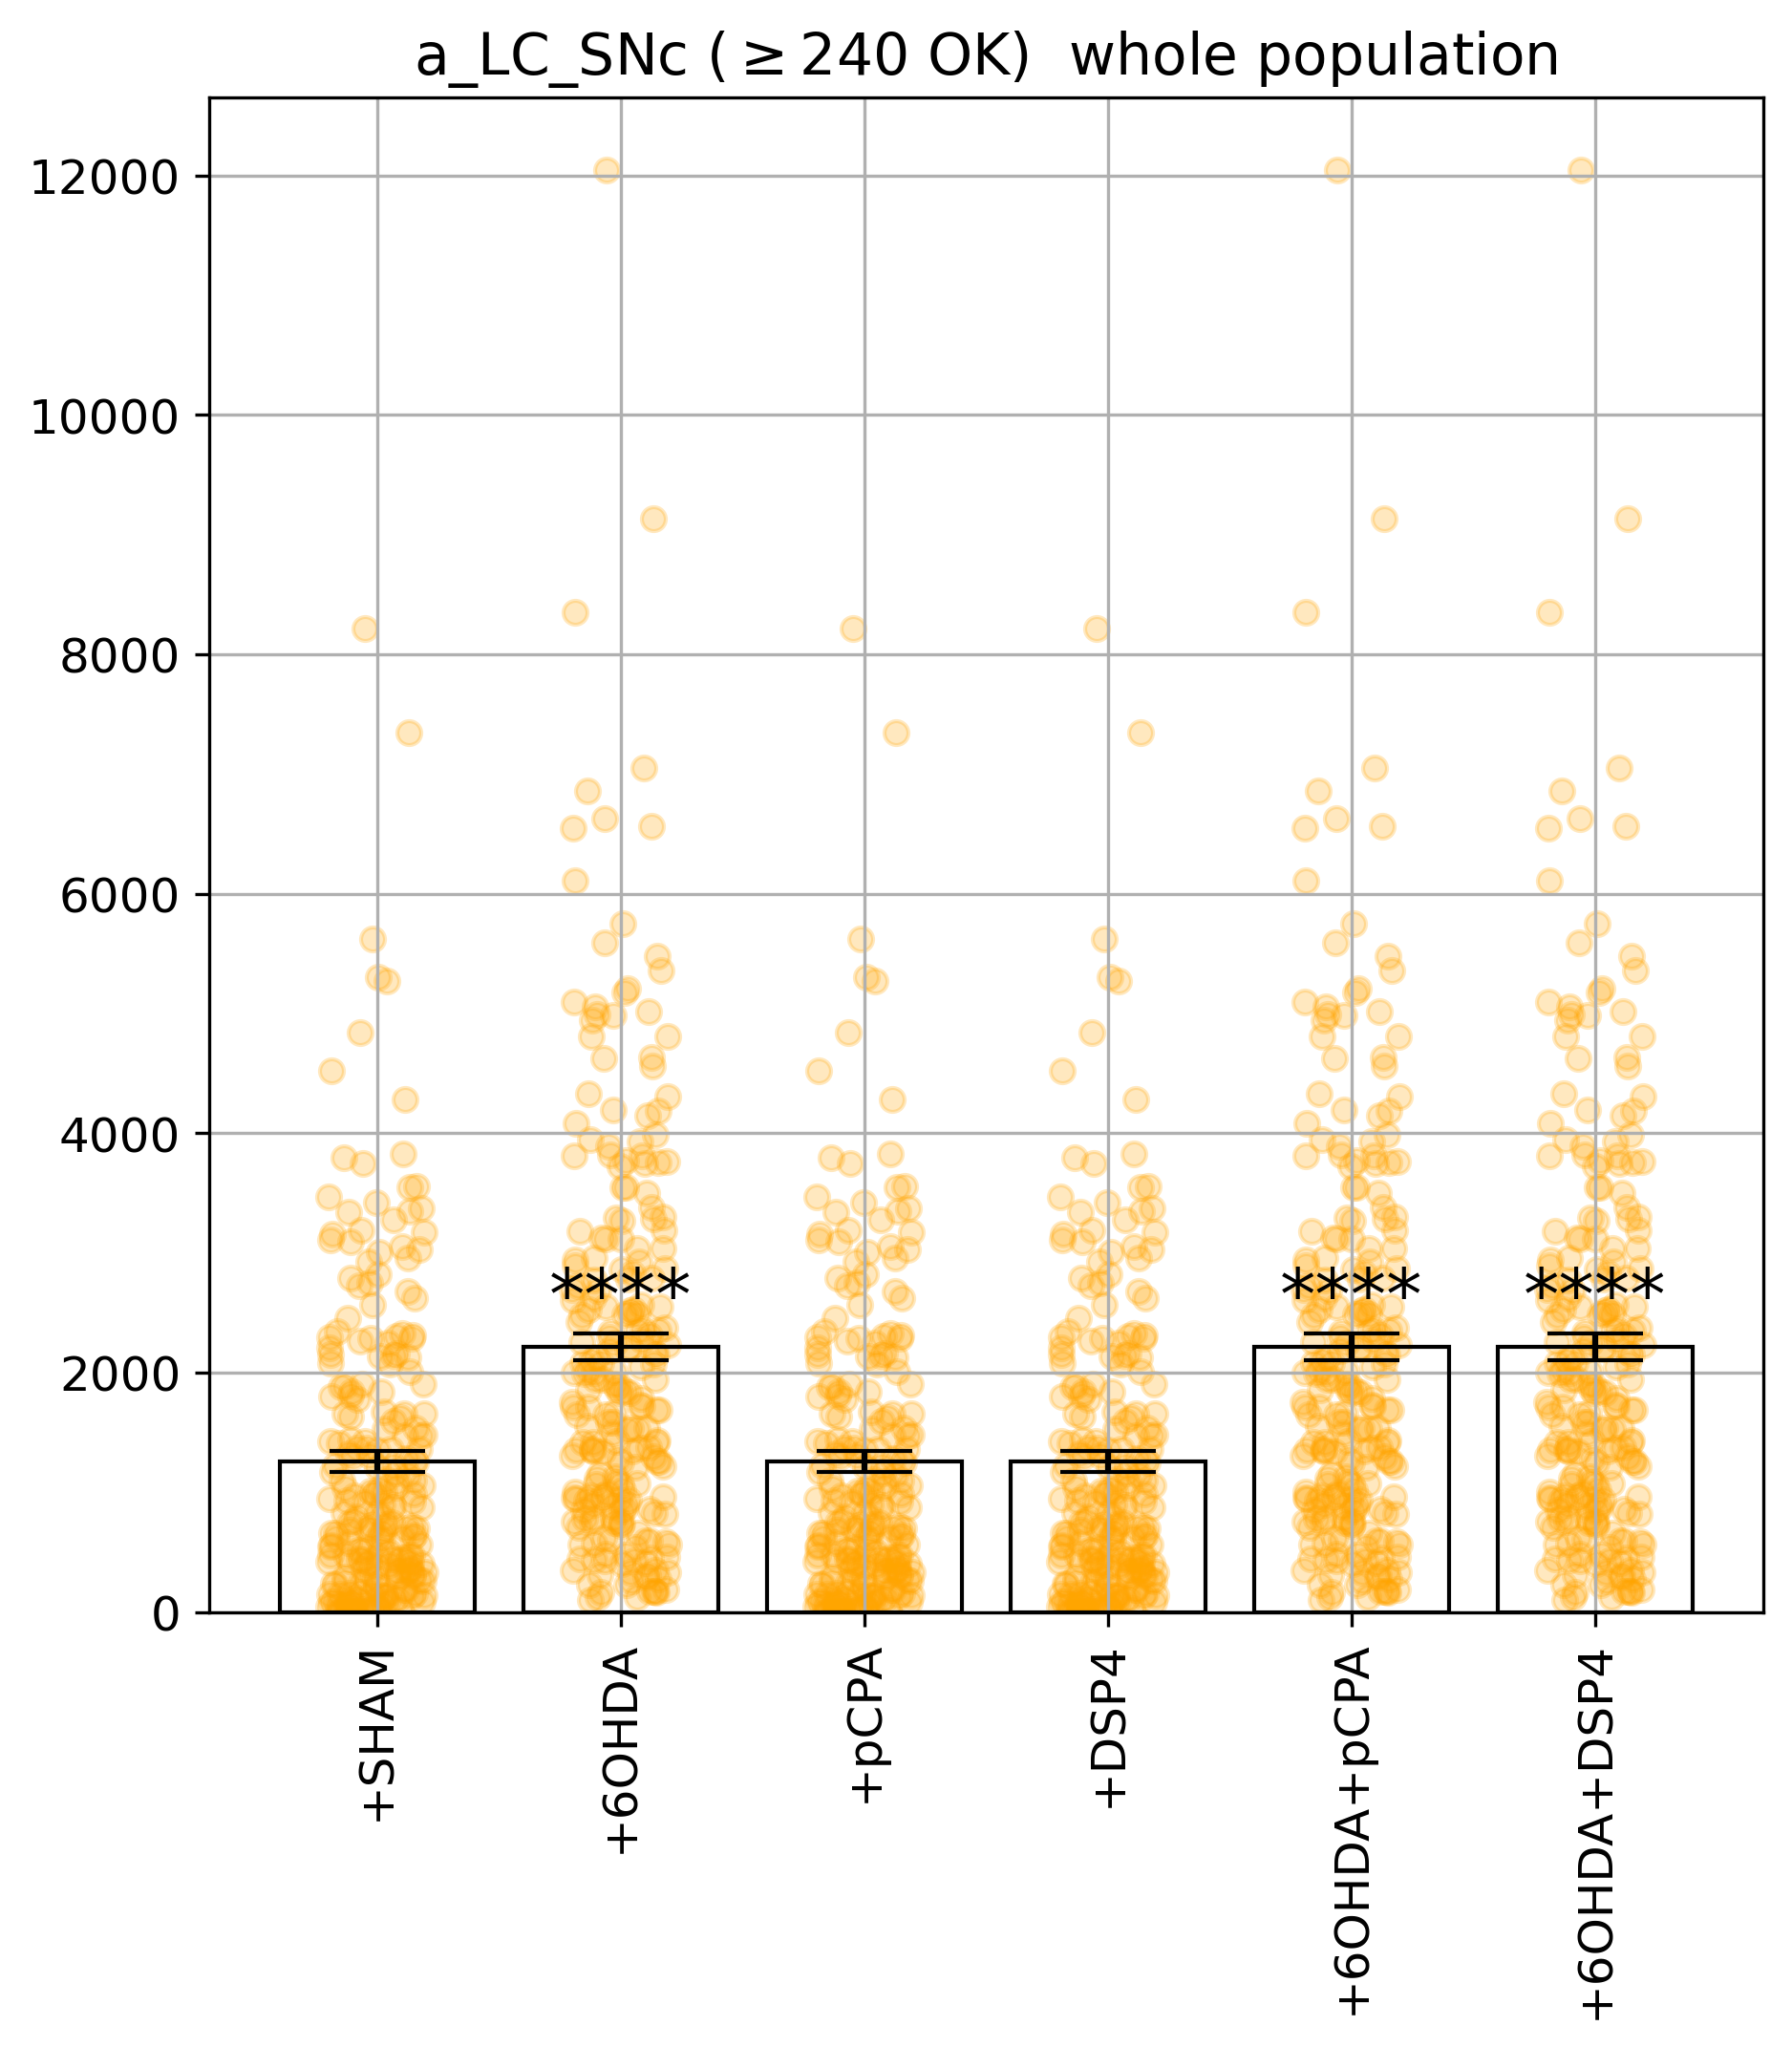 a_LC_SNc (≥240 OK)  whole population
12000
10000
8000
6000
4000
2000
0
****
****
****
+SHAM
+6OHDA
+pCPA
+DSP4
+6OHDA+pCPA
+6OHDA+DSP4